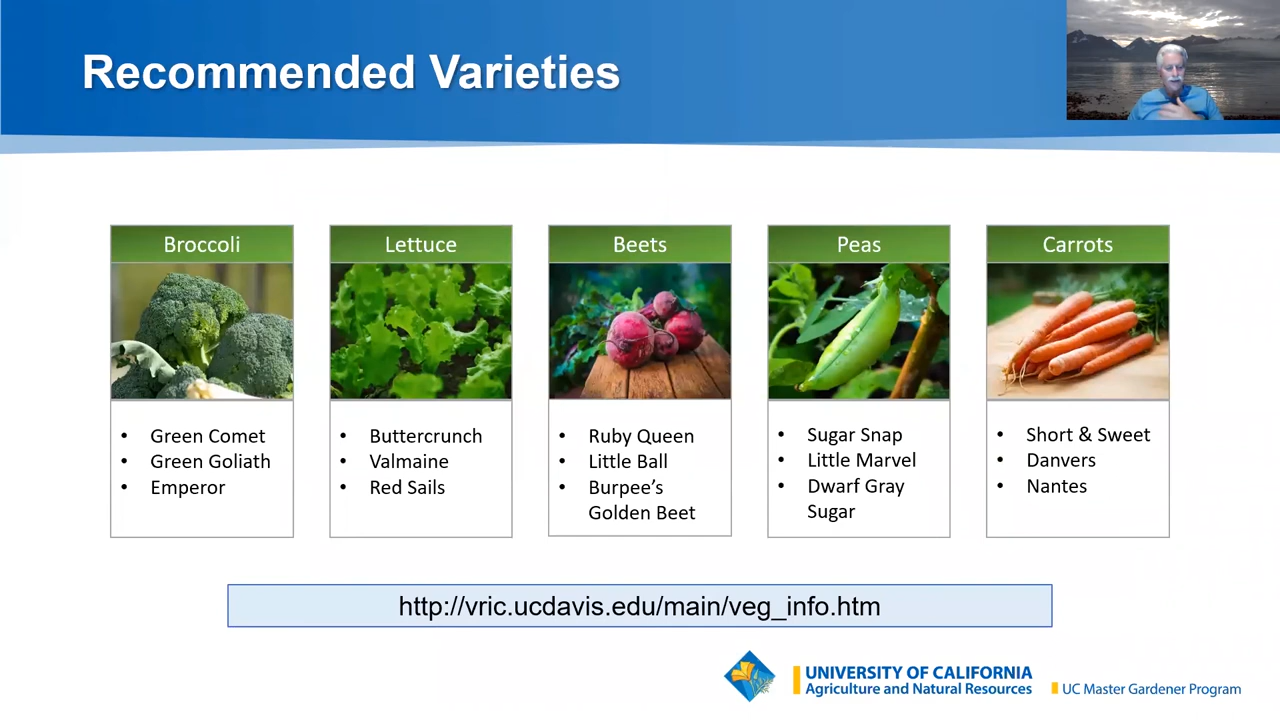 Recommended Varieties
Broccoli
Green Comet
Green Goliath
Emperor
Lettuce
Buttercrunch
Valmaine
Red Sails
Beets
Ruby Queen
Little Ball
Burpee’s
Golden Beet
Peas
Sugar Snap
Little Marvel
Dwarf Gray
Sugar
Carrots
Short & Sweet
Danvers
Nantes
http://vric.ucdavis.edu/main/veg_info.htm
UNIVERSITY OF CALIFORNIA
Agriculture and Natural Resources
UC Master Gardener Program